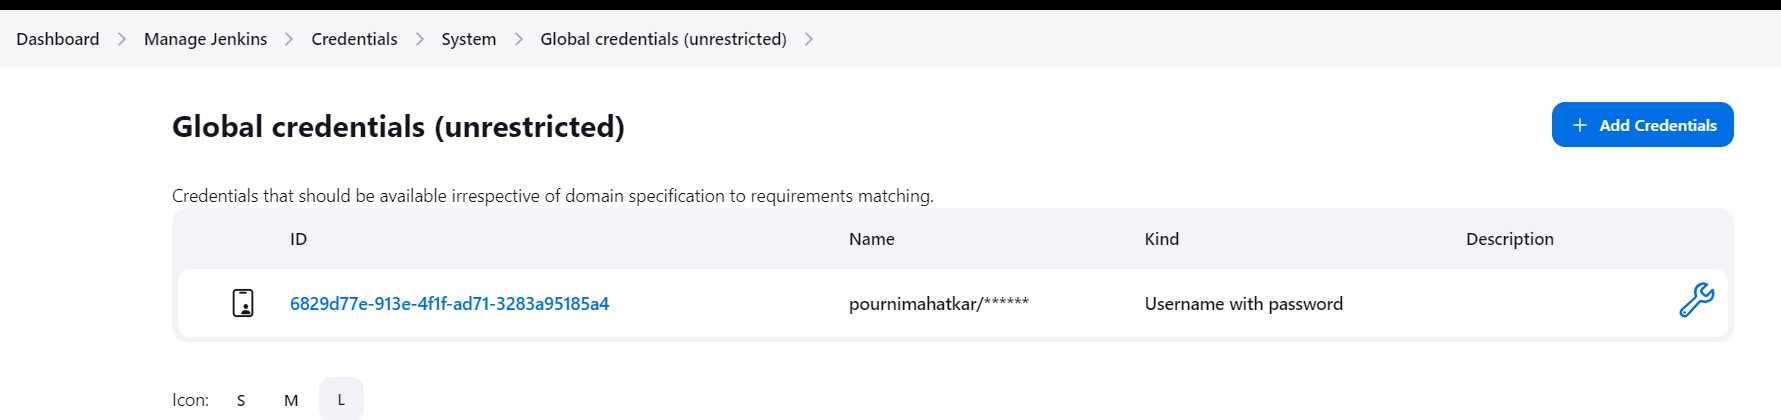 Dashboard > Manage Jenkins > Credentials > System > Global credentials (unrestricted) >
Global credentials (unrestricted)
+ Add Credentials
Credentials that should be available irrespective of domain specification to requirements matching.
ID Name Kind Description
6829d77e-913e-4f1f-ad71-3283a95185a4 pournimahatkar/****** Username with password
Icon: S M L